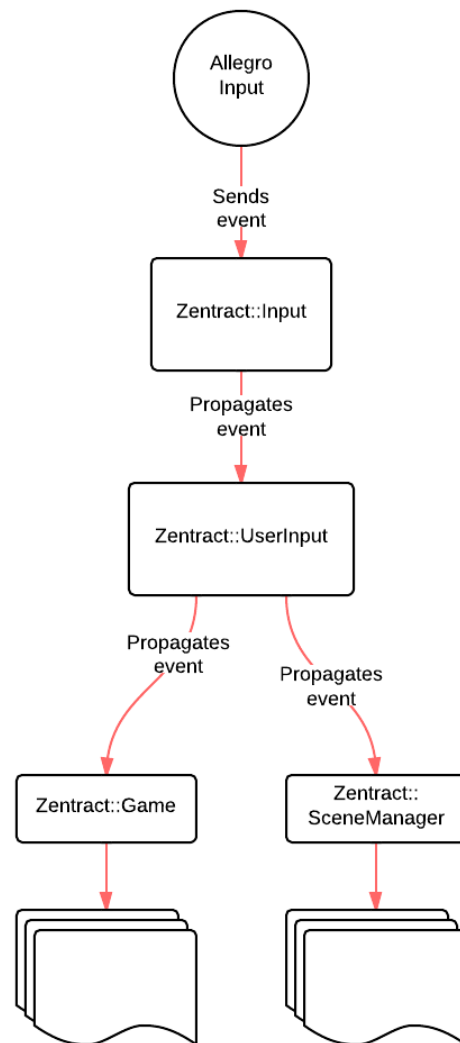 Allegro
Input
Sends
event
Zentract::Input
Propagates
event
Zentract::UserInput
Propagates
event
Propagates
event
Zentract::Game
Zentract::
SceneManager